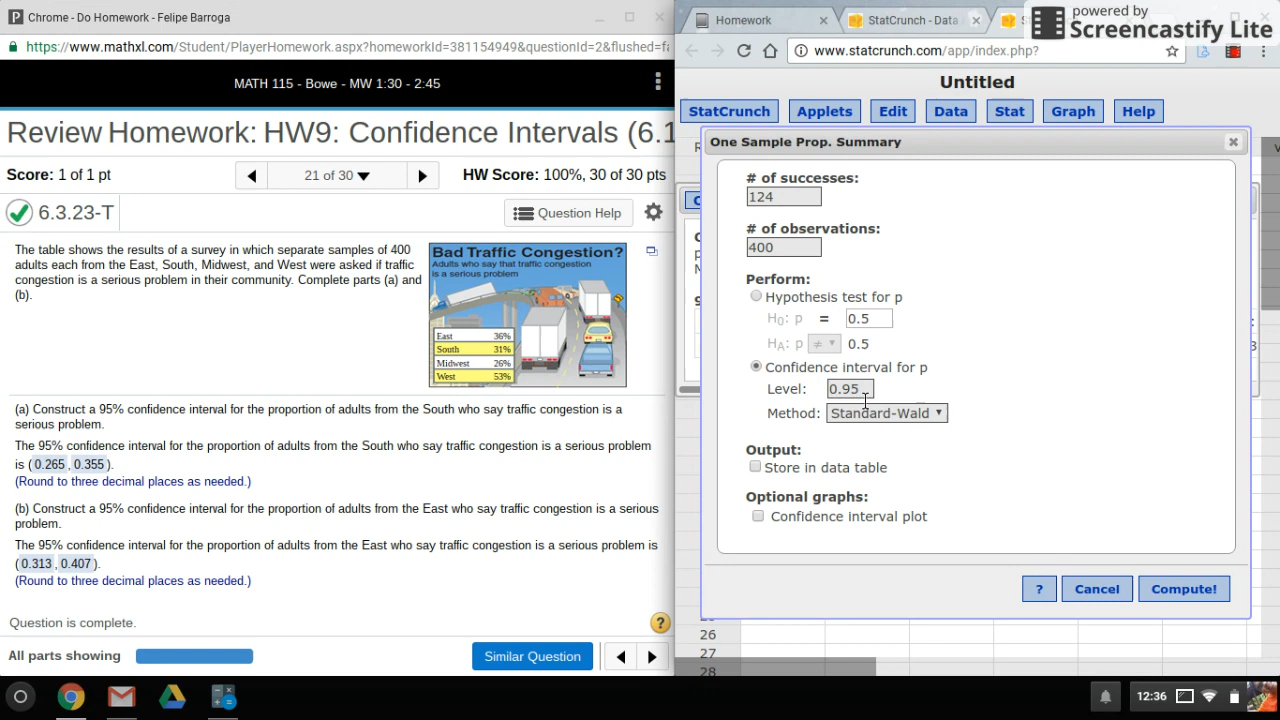 Chrome - Do Homework - Felipe Barroga
https://www.mathxl.com/Student/PlayerHomework.aspx?homeworkId=381154949&questionId=2&flushed=fa
MATH 115 - Bowe - MW 1:30 - 2:45
Review Homework: HW9: Confidence Intervals (6.1
Score: 1 of 1 pt
21 of 30
HW Score: 100%, 30 of 30 pts
6.3.23-T
Question Help
The table shows the results of a survey in which separate samples of 400
adults each from the East, South, Midwest, and West were asked if traffic
congestion is a serious problem in their community. Complete parts (a) and
(b).
Bad Traffic Congestion?
Adults who say that traffic congestion
is a serious problem
East 36%
South 31%
Midwest 26%
West 53%
(a) Construct a 95% confidence interval for the proportion of adults from the South who say traffic congestion is a
serious problem.
The 95% confidence interval for the proportion of adults from the South who say traffic congestion is a serious problem
is ( 0.265 , 0.355 ).
(Round to three decimal places as needed.)
(b) Construct a 95% confidence interval for the proportion of adults from the East who say traffic congestion is a serious
problem.
The 95% confidence interval for the proportion of adults from the East who say traffic congestion is a serious problem is
( 0.313 , 0.407 ).
(Round to three decimal places as needed.)
Question is complete.
?
All parts showing
Similar Question
Homework
StatCrunch - Data
powered by
Screencastify Lite
www.statcrunch.com/app/index.php?
Untitled
StatCrunch Applets Edit Data Stat Graph Help
One Sample Prop. Summary
# of successes:
124
# of observations:
400
Perform:
Hypothesis test for p
H0: p = 0.5
HA: p ≠ 0.5
Confidence interval for p
Level: 0.95
Method: Standard-Wald
Output:
Store in data table
Optional graphs:
Confidence interval plot
? Cancel Compute!
26
27
28
12:36